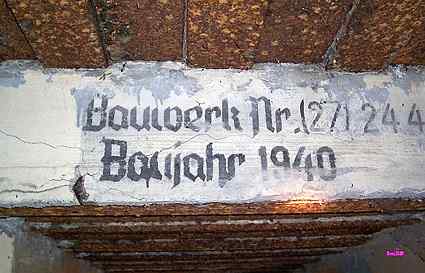 Bauwerk Nr. (27) 24.4
Baujahr 1940